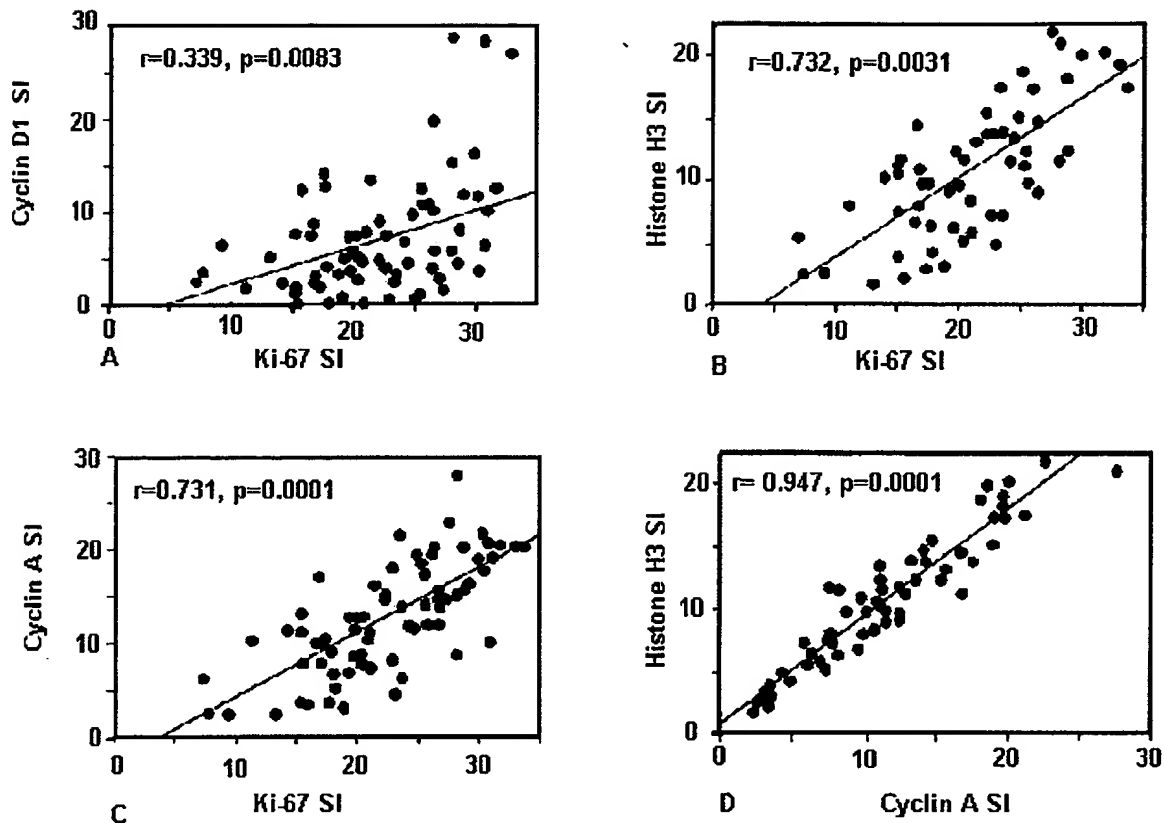 r=0.339, p=0.0083
Cyclin D1 SI
30
20
10
0
0
10
20
30
A
Ki-67 SI
r=0.732, p=0.0031
Histone H3 SI
20
10
0
0
10
20
30
B
Ki-67 SI
r=0.731, p=0.0001
Cyclin A SI
30
20
10
0
0
10
20
30
C
Ki-67 SI
r= 0.947, p=0.0001
Histone H3 SI
20
10
0
0
10
20
30
D
Cyclin A SI